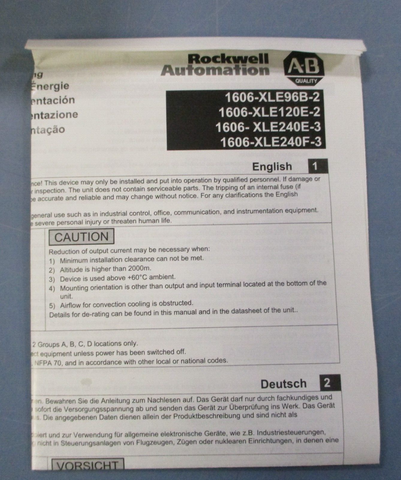 Rockwell
Automation
A-B
QUALITY
ng
Énergie
entación
entazione
ntação
1606-XLE96B-2
1606-XLE120E-2
1606- XLE240E-3
1606-XLE240F-3
English 1
nce! This device may only be installed and put into operation by qualified personnel. If damage or
inspection. The unit does not contain serviceable parts. The tripping of an internal fuse (if
be accurate and reliable and may change without notice. For any clarifications the English
general use such as in industrial control, office, communication, and instrumentation equipment.
severe personal injury or threaten human life.
CAUTION
Reduction of output current may be necessary when:
1) Minimum installation clearance can not be met.
2) Altitude is higher than 2000m.
3) Device is used above +60°C ambient.
4) Mounting orientation is other than output and input terminal located at the bottom of the
unit.
5) Airflow for convection cooling is obstructed.
Details for de-rating can be found in this manual and in the datasheet of the unit..
2 Groups A, B, C, D locations only.
ect equipment unless power has been switched off.
NFPA 70, and in accordance with other local or national codes.
Deutsch 2
on. Bewahren Sie die Anleitung zum Nachlesen auf. Das Gerät darf nur durch fachkundiges und
sofort die Versorgungsspannung ab und senden das Gerät zur Überprüfung ins Werk. Das Gerät
s. Die angegebenen Daten dienen allein der Produktbeschreibung und sind nicht als
uiert und zur Verwendung für allgemeine elektronische Geräte, wie z.B. Industriesteuerungen,
nicht in Steuerungsanlagen von Flugzeugen, Zügen oder nuklearen Einrichtungen, in denen eine
VORSICHT